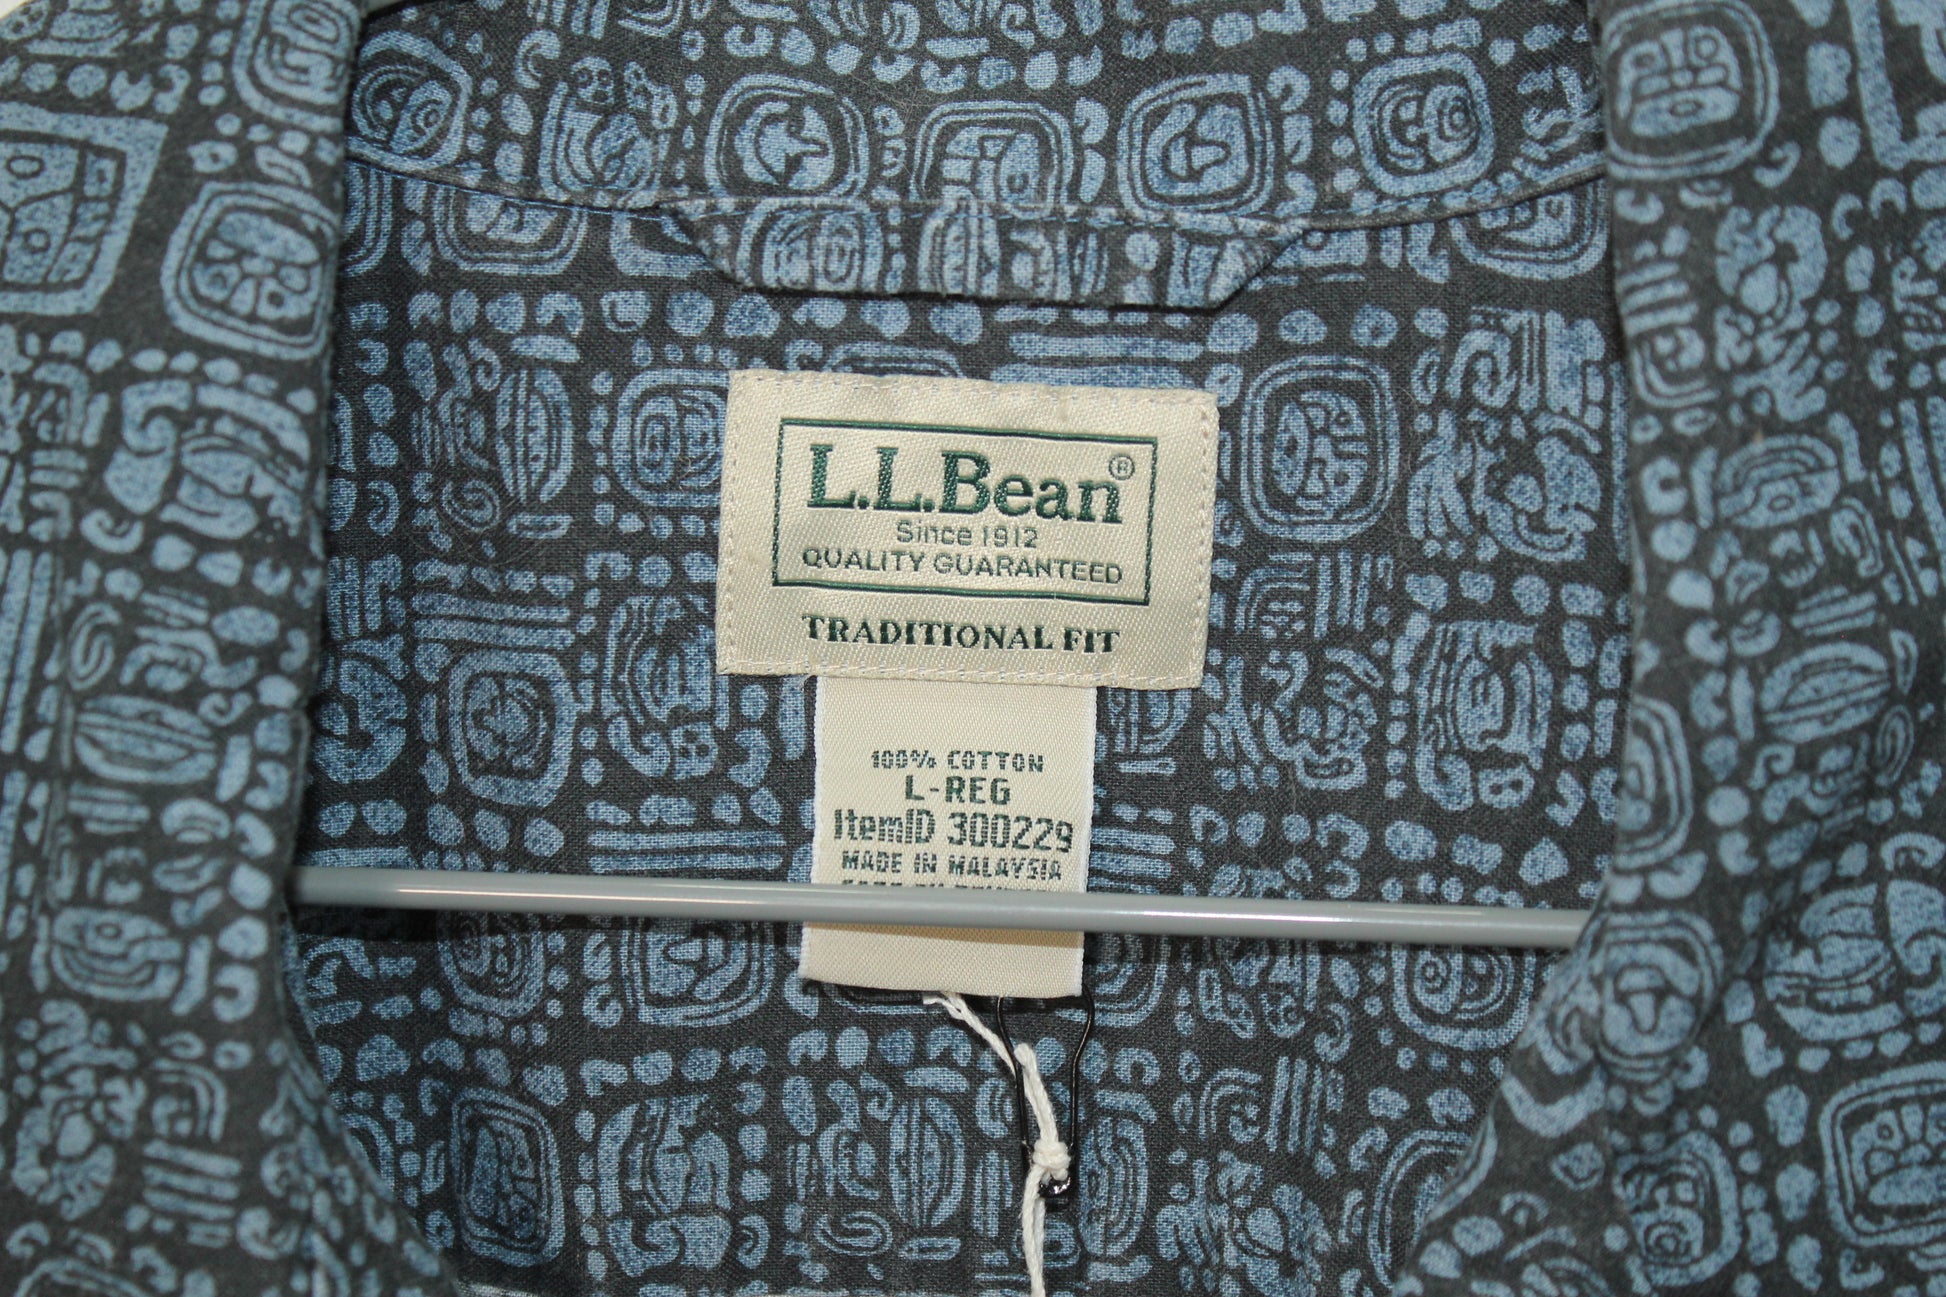 L.L.Bean®
Since 1912
QUALITY GUARANTEED
TRADITIONAL FIT
100% COTTON
L-REG
ItemID 300229
MADE IN MALAYSIA